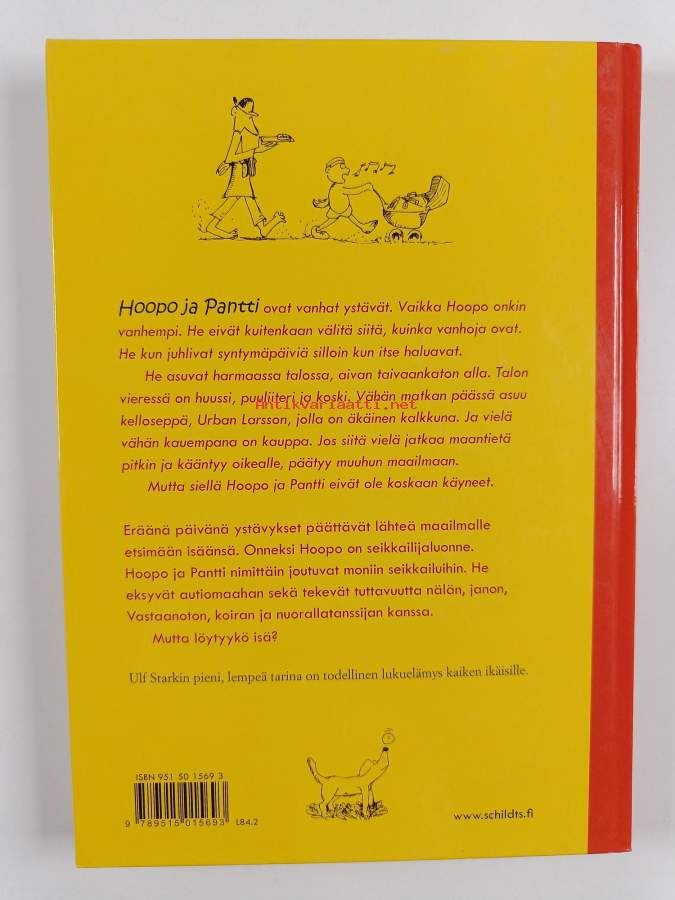 Hoopo ja Pantti ovat vanhat ystävät. Vaikka Hoopo onkin
vanhempi. He eivät kuitenkaan välitä siitä, kuinka vanhoja ovat.
He kun juhlivat syntymäpäiviä silloin kun itse haluavat.
He asuvat harmaassa talossa, aivan taivaankaton alla. Talon
vieressä on huussi, puuliiteri ja koski. Vähän matkan päässä asuu
Antikvariaatti.net
kelloseppä, Urban Larsson, jolla on äkäinen kalkkuna. Ja vielä
vähän kauempana on kauppa. Jos siitä vielä jatkaa maantietä
pitkin ja kääntyy oikealle, päätyy muuhun maailmaan.
Mutta siellä Hoopo ja Pantti eivät ole koskaan käyneet.
Eräänä päivänä ystävykset päättävät lähteä maailmalle
etsimään isäänsä. Onneksi Hoopo on seikkailijaluonne.
Hoopo ja Pantti nimittäin joutuvat moniin seikkailuihin. He
eksyvät autiomaahan sekä tekevät tuttavuutta nälän, janon,
Vastaanoton, koiran ja nuorallatanssijan kanssa.
Mutta löytyykö isä?
Ulf Starkin pieni, lempeä tarina on todellinen lukuelämys kaiken ikäisille.
ISBN 951 50 1569 3
9 789515 015693 L84.2
www.schildts.fi